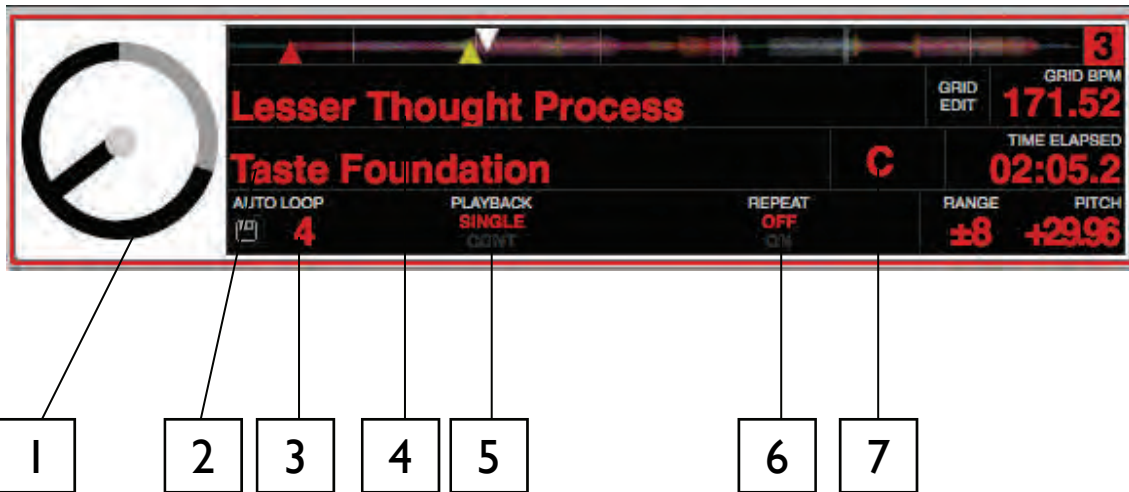 3
GRID BPM
GRID EDIT
171.52
Lesser Thought Process
TIME ELAPSED
Taste Foundation
C
02:05.2
AUTO LOOP
PLAYBACK
REPEAT
RANGE
PITCH
4
SINGLE
CONT
OFF
ON
±8
+29.96
1
2
3
4
5
6
7